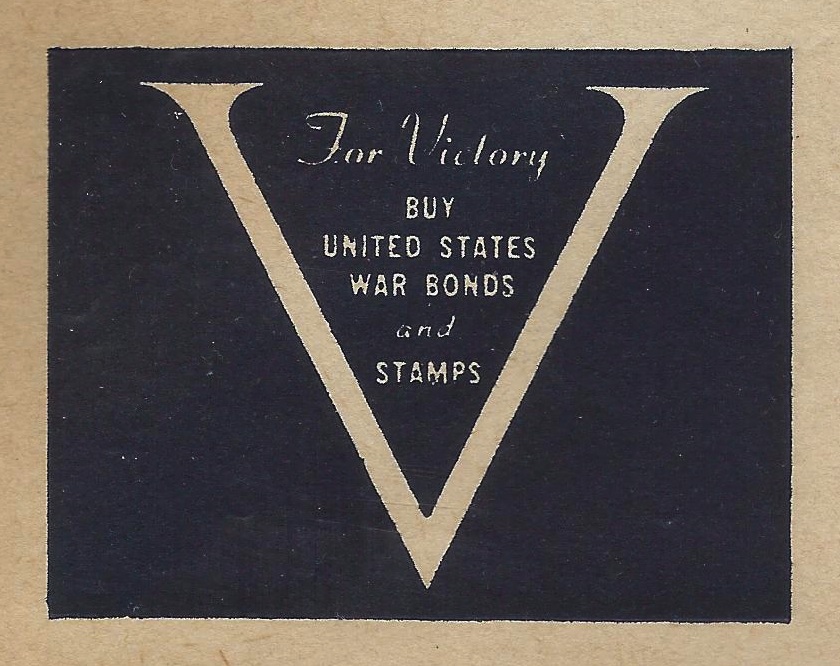 V
For Victory
BUY
UNITED STATES
WAR BONDS
and
STAMPS